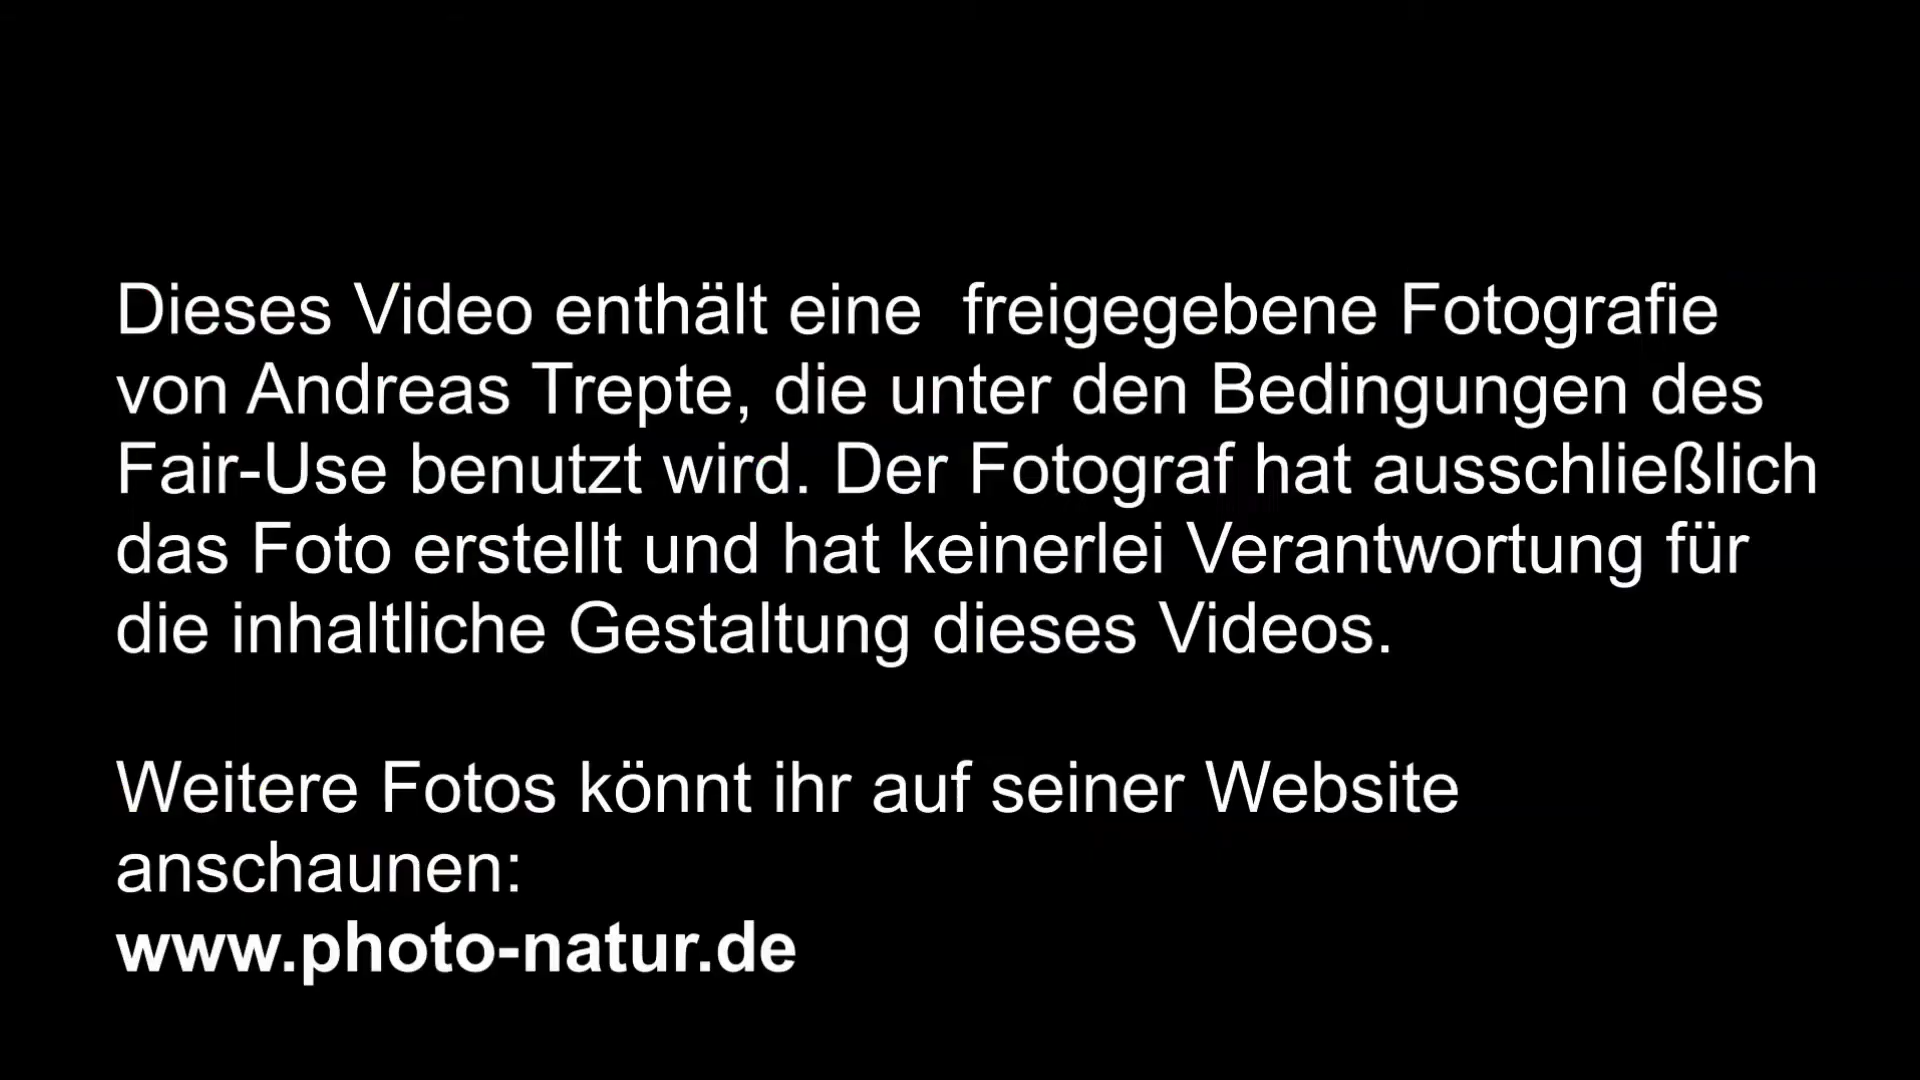 Dieses Video enthält eine  freigegebene Fotografie
von Andreas Trepte, die unter den Bedingungen des
Fair-Use benutzt wird. Der Fotograf hat ausschließlich
das Foto erstellt und hat keinerlei Verantwortung für
die inhaltliche Gestaltung dieses Videos.
Weitere Fotos könnt ihr auf seiner Website
anschaunen:
www.photo-natur.de